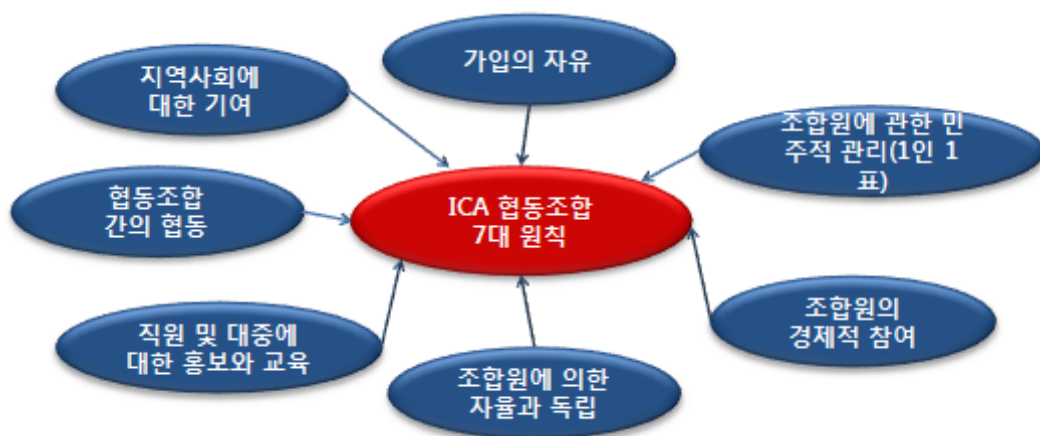 가입의 자유
지역사회에
대한 기여
조합원에 관한 민
주적 관리(1인 1
표)
협동조합
간의 협동
ICA 협동조합
7대 원칙
조합원의
경제적 참여
직원 및 대중에
대한 홍보와 교육
조합원에 의한
자율과 독립